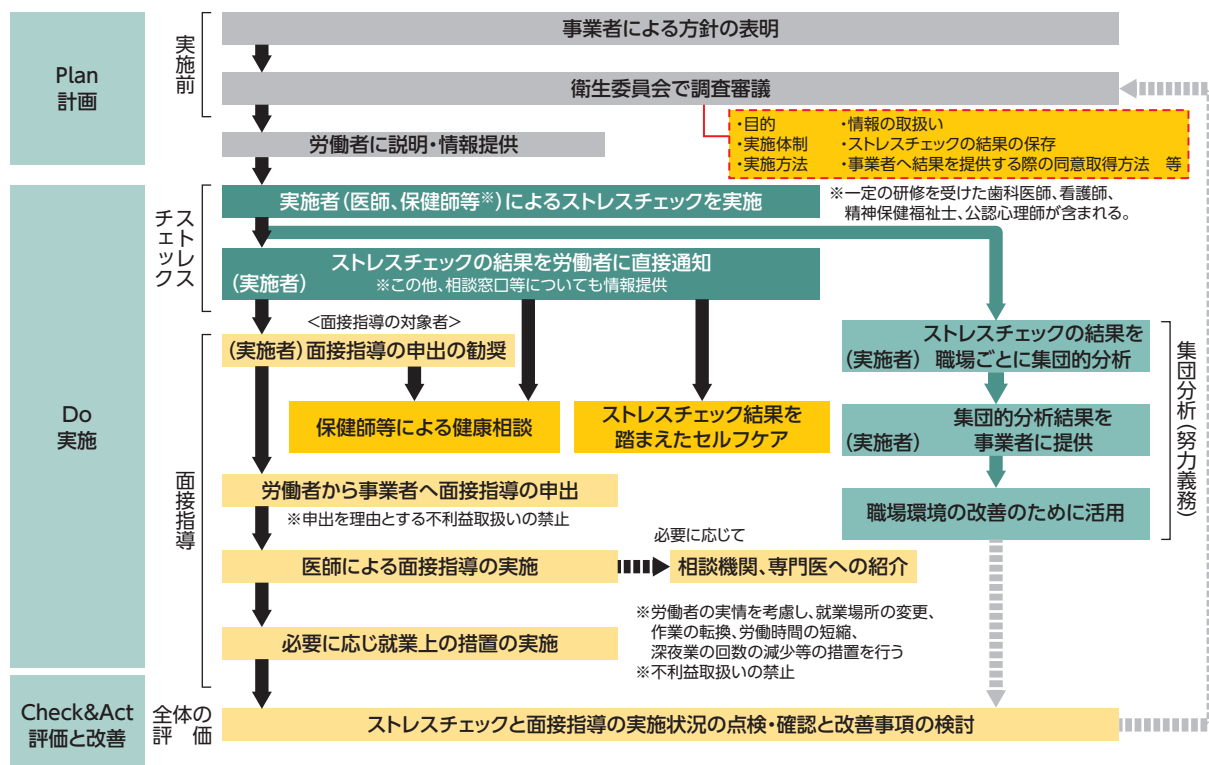 Plan
計画
実施前
事業者による方針の表明
衛生委員会で調査審議
・目的 ・情報の取扱い
・実施体制 ・ストレスチェックの結果の保存
・実施方法 ・事業者へ結果を提供する際の同意取得方法 等
労働者に説明・情報提供
Do
実施
ストレス
チェック
実施者(医師、保健師等※)によるストレスチェックを実施
※一定の研修を受けた歯科医師、看護師、
精神保健福祉士、公認心理師が含まれる。
ストレスチェックの結果を労働者に直接通知
(実施者) ※この他、相談窓口等についても情報提供
面接指導
<面接指導の対象者>
(実施者)面接指導の申出の勧奨
保健師等による健康相談
ストレスチェック結果を
踏まえたセルフケア
集団分析(努力義務)
ストレスチェックの結果を
(実施者) 職場ごとに集団的分析
集団的分析結果を
(実施者) 事業者に提供
職場環境の改善のために活用
労働者から事業者へ面接指導の申出
※申出を理由とする不利益取扱いの禁止
医師による面接指導の実施
必要に応じて
相談機関、専門医への紹介
必要に応じ就業上の措置の実施
※労働者の実情を考慮し、就業場所の変更、
作業の転換、労働時間の短縮、
深夜業の回数の減少等の措置を行う
※不利益取扱いの禁止
Check&Act
評価と改善
全体の
評 価
ストレスチェックと面接指導の実施状況の点検・確認と改善事項の検討